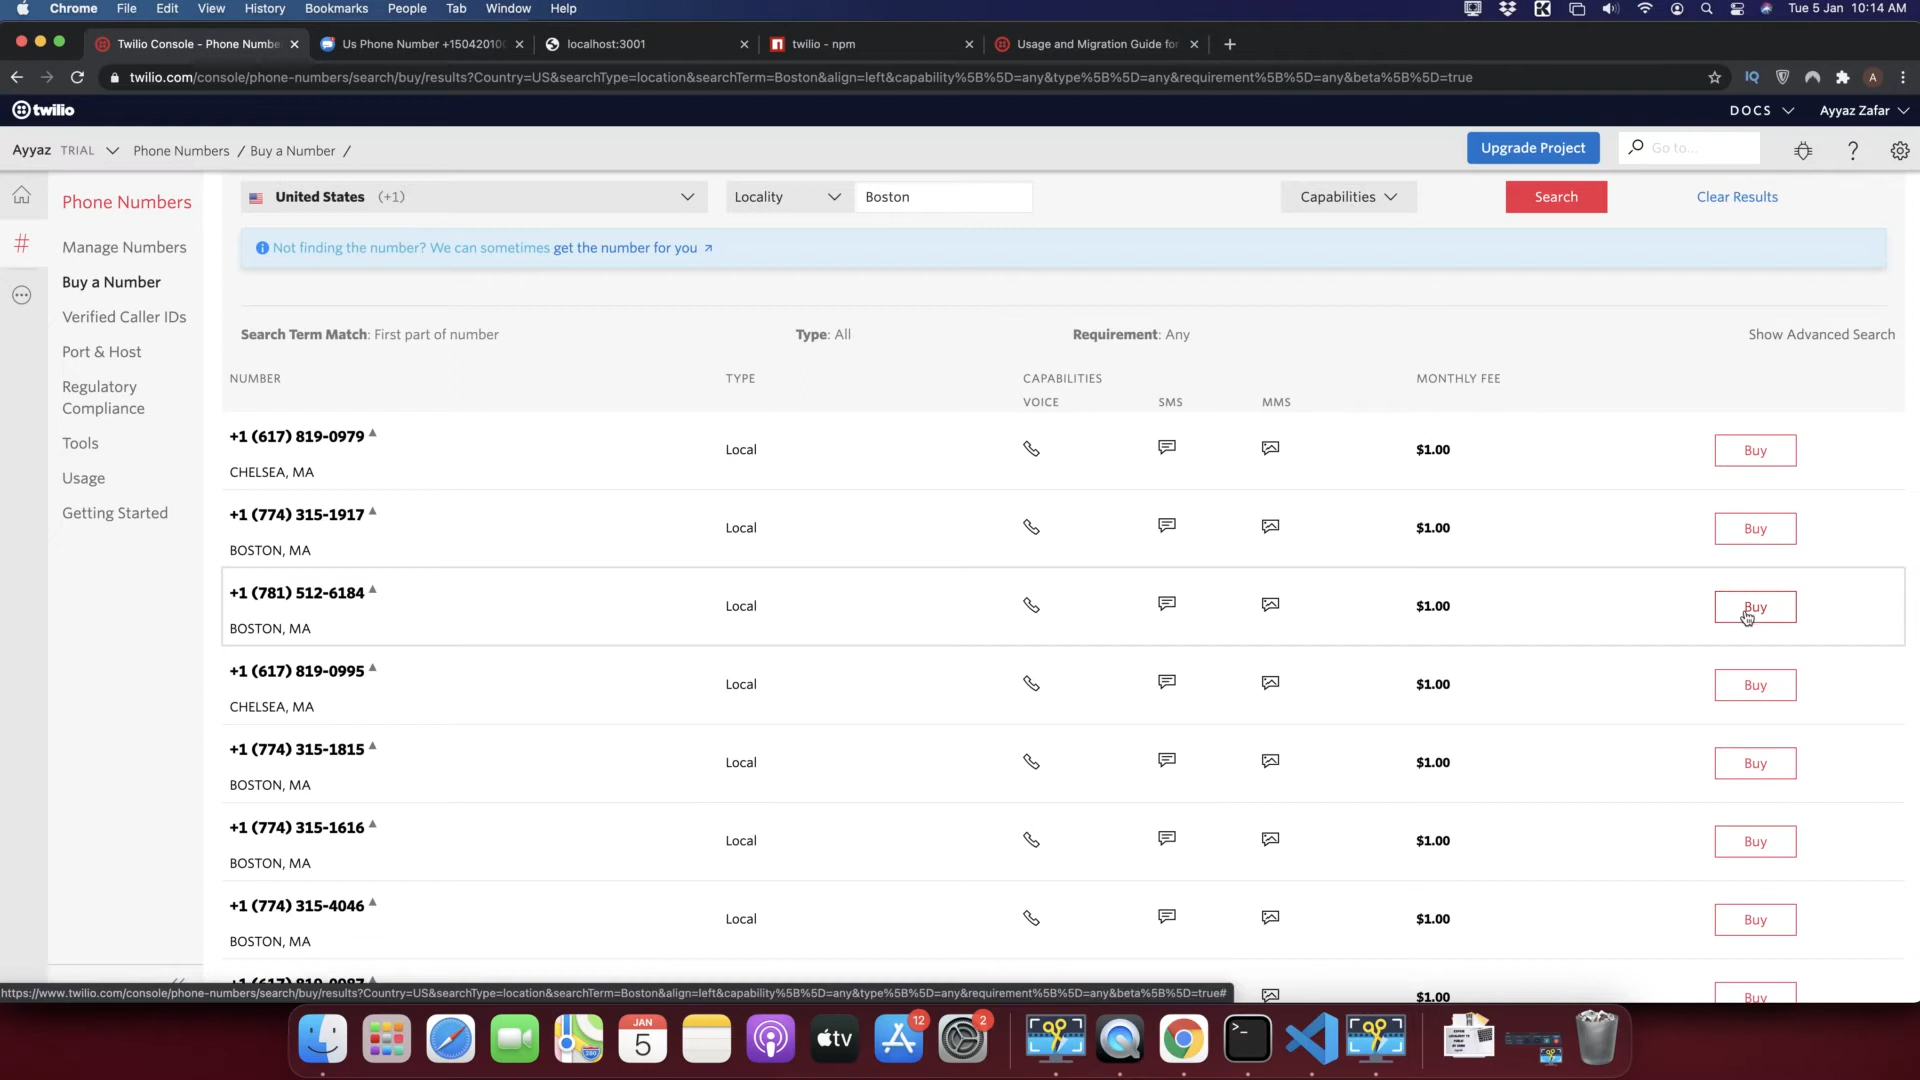 Chrome File Edit View History Bookmarks People Tab Window Help Tue 5 Jan 10:14 AM
Twilio Console - Phone Numbe
Us Phone Number +150420100
localhost:3001
twilio - npm
Usage and Migration Guide for
twilio.com/console/phone-numbers/search/buy/results?Country=US&searchType=location&searchTerm=Boston&align=left&capability%5B%5D=any&type%5B%5D=any&requirement%5B%5D=any&beta%5B%5D=true
IQ
A
twilio
DOCS
Ayyaz Zafar
Ayyaz TRIAL
Phone Numbers / Buy a Number /
Upgrade Project
Go to...
Phone Numbers
Manage Numbers
Buy a Number
Verified Caller IDs
Port & Host
Regulatory
Compliance
Tools
Usage
Getting Started
United States (+1)
Locality
Boston
Capabilities
Search
Clear Results
Not finding the number? We can sometimes get the number for you
Search Term Match: First part of number
Type: All
Requirement: Any
Show Advanced Search
NUMBER TYPE CAPABILITIES MONTHLY FEE
VOICE SMS MMS
+1 (617) 819-0979
CHELSEA, MA
Local $1.00 Buy
+1 (774) 315-1917
BOSTON, MA
Local $1.00 Buy
+1 (781) 512-6184
BOSTON, MA
Local $1.00 Buy
+1 (617) 819-0995
CHELSEA, MA
Local $1.00 Buy
+1 (774) 315-1815
BOSTON, MA
Local $1.00 Buy
+1 (774) 315-1616
BOSTON, MA
Local $1.00 Buy
+1 (774) 315-4046
BOSTON, MA
Local $1.00 Buy
+1 (617) 819-0987
$1.00 Buy
https://www.twilio.com/console/phone-numbers/search/buy/results?Country=US&searchType=location&searchTerm=Boston&align=left&capability%5B%5D=any&type%5B%5D=any&requirement%5B%5D=any&beta%5B%5D=true#
JAN
5
tv
12
2